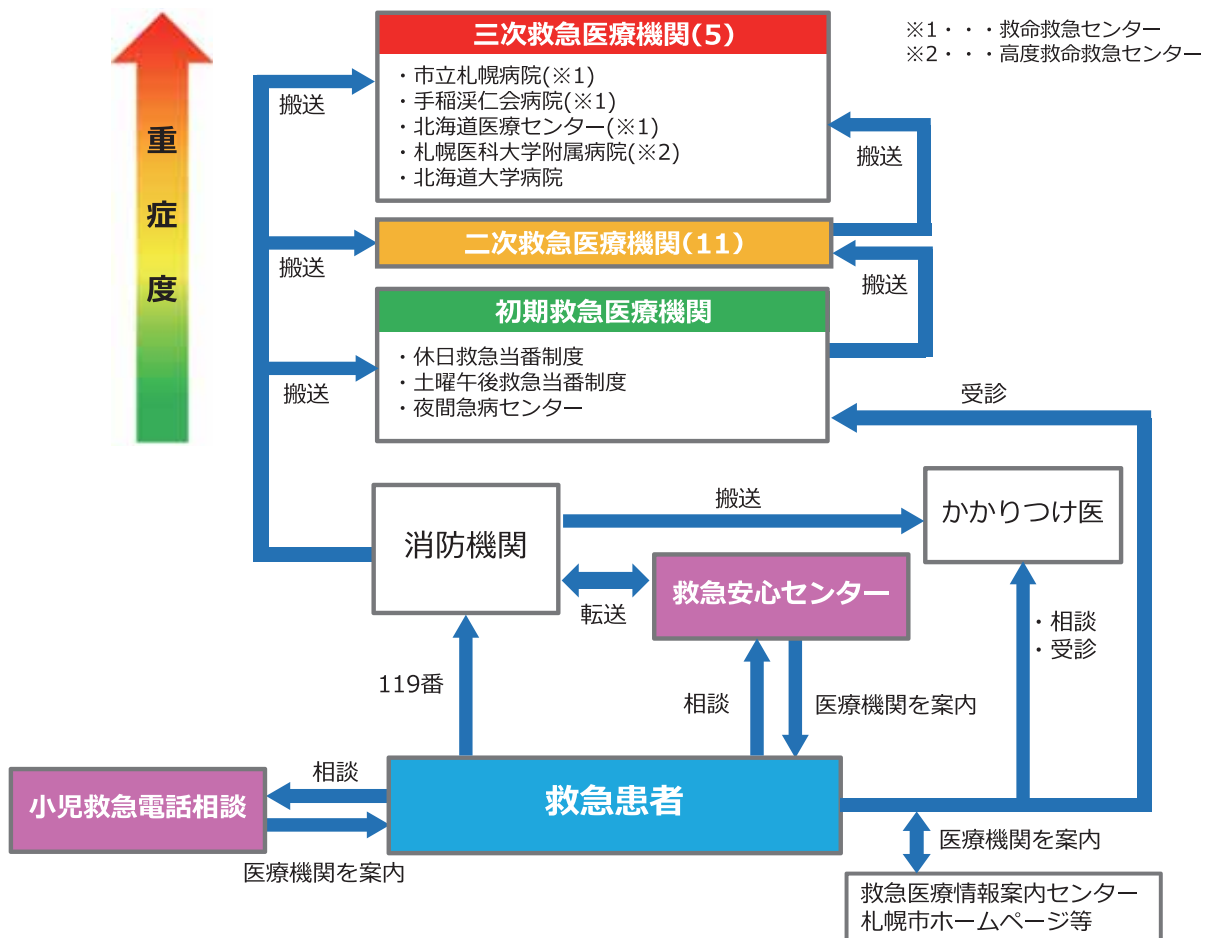 三次救急医療機関(5)
・市立札幌病院(※1)
・手稲渓仁会病院(※1)
・北海道医療センター(※1)
・札幌医科大学附属病院(※2)
・北海道大学病院
※1・・・救命救急センター
※2・・・高度救命救急センター
重症度
搬送
搬送
二次救急医療機関(11)
搬送
搬送
初期救急医療機関
・休日救急当番制度
・土曜午後救急当番制度
・夜間急病センター
搬送
受診
消防機関
搬送
かかりつけ医
転送
救急安心センター
・相談
・受診
119番
相談
医療機関を案内
小児救急電話相談
相談
医療機関を案内
救急患者
医療機関を案内
救急医療情報案内センター
札幌市ホームページ等